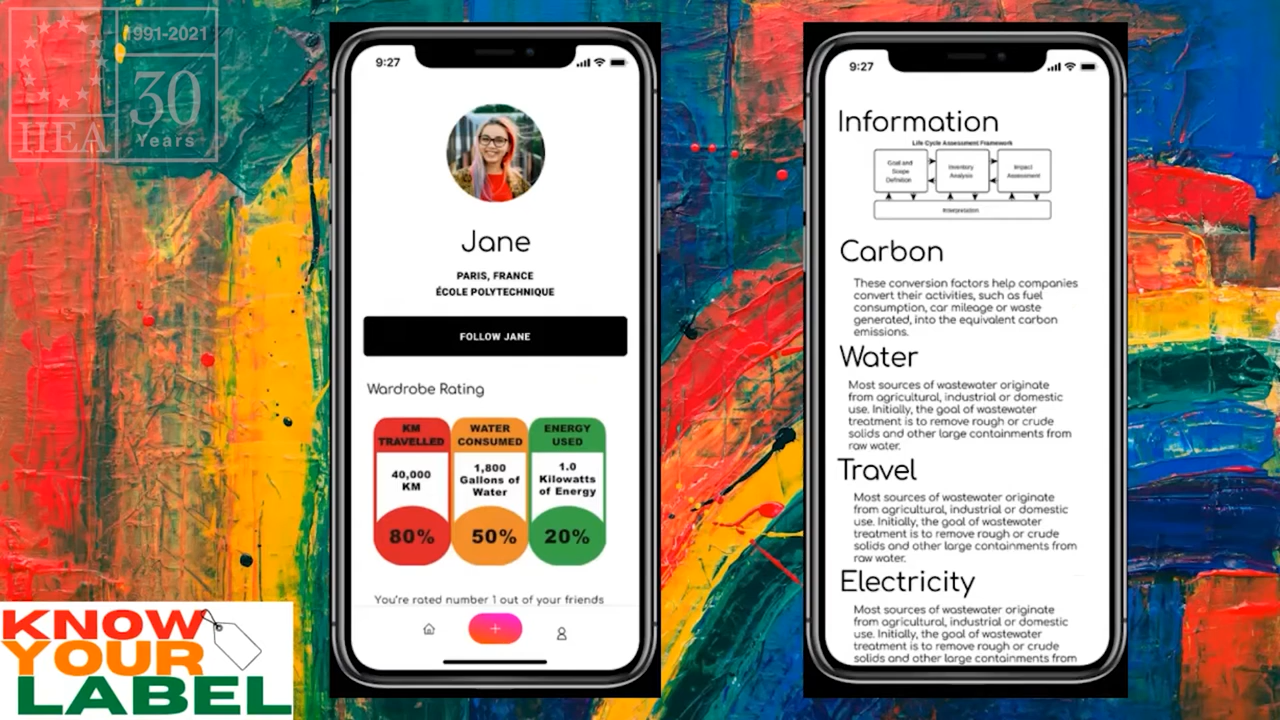 1991-2021
30
HEA
Years
9:27
Jane
PARIS, FRANCE
ÉCOLE POLYTECHNIQUE
FOLLOW JANE
Wardrobe Rating
KM
TRAVELLED
40,000
KM
80%
WATER
CONSUMED
1,800
Gallons of
Water
50%
ENERGY
USED
1.0
Kilowatts
of Energy
20%
You're rated number 1 out of your friends
9:27
Information
Life Cycle Assessment Framework
Goal and
Scope
Definition
Inventory
Analysis
Impact
Assessment
Interpretation
Carbon
These conversion factors help companies
convert their activities, such as fuel
consumption, car mileage or waste
generated, into the equivalent carbon
emissions.
Water
Most sources of wastewater originate
from agricultural, industrial or domestic
use. Initially, the goal of wastewater
treatment is to remove rough or crude
solids and other large containments from
raw water.
Travel
Most sources of wastewater originate
from agricultural, industrial or domestic
use. Initially, the goal of wastewater
treatment is to remove rough or crude
solids and other large containments from
raw water.
Electricity
Most sources of wastewater originate
from agricultural, industrial or domestic
use. Initially, the goal of wastewater
treatment is to remove rough or crude
solids and other large containments from
KNOW
YOUR
LABEL